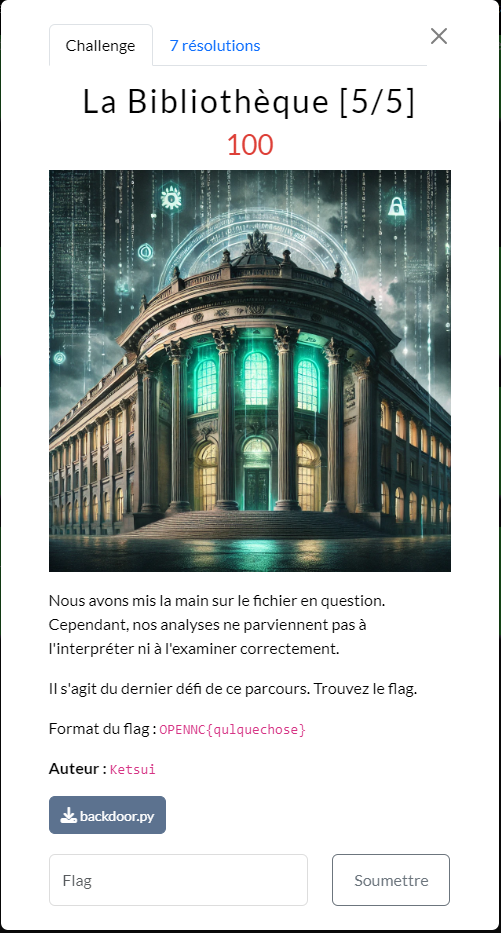 Challenge
7 résolutions
La Bibliothèque [5/5]
100
Nous avons mis la main sur le fichier en question.
Cependant, nos analyses ne parviennent pas à
l'interpréter ni à l'examiner correctement.
Il s'agit du dernier défi de ce parcours. Trouvez le flag.
Format du flag : OPENNC{qulquechose}
Auteur : Ketsui
backdoor.py
Flag
Soumettre